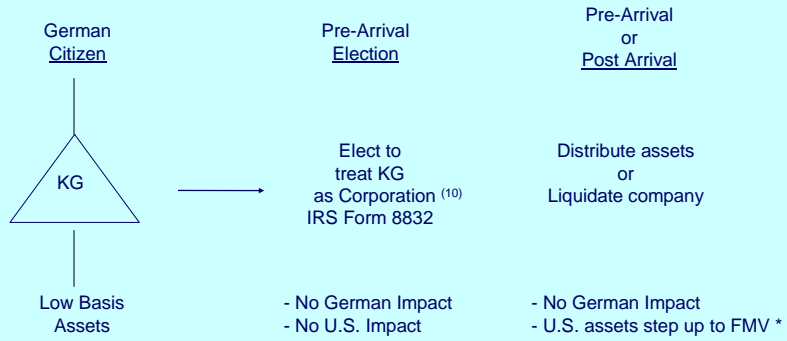 German
Citizen
Pre-Arrival
Election
Pre-Arrival
or
Post Arrival
KG
Elect to
treat KG
as Corporation (10)
IRS Form 8832
Distribute assets
or
Liquidate company
Low Basis
Assets
- No German Impact
- No U.S. Impact
- No German Impact
- U.S. assets step up to FMV *